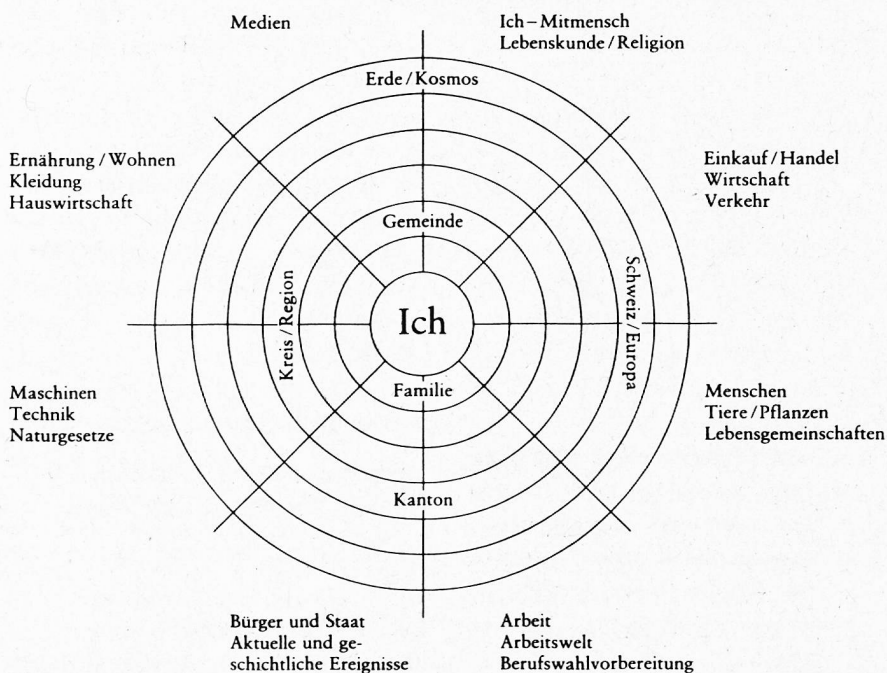 Medien
Ich – Mitmensch
Lebenskunde / Religion
Erde / Kosmos
Ernährung / Wohnen
Kleidung
Hauswirtschaft
Einkauf / Handel
Wirtschaft
Verkehr
Gemeinde
Kreis / Region
Ich
Schweiz / Europa
Familie
Maschinen
Technik
Naturgesetze
Menschen
Tiere / Pflanzen
Lebensgemeinschaften
Kanton
Bürger und Staat
Aktuelle und ge-
schichtliche Ereignisse
Arbeit
Arbeitswelt
Berufswahlvorbereitung